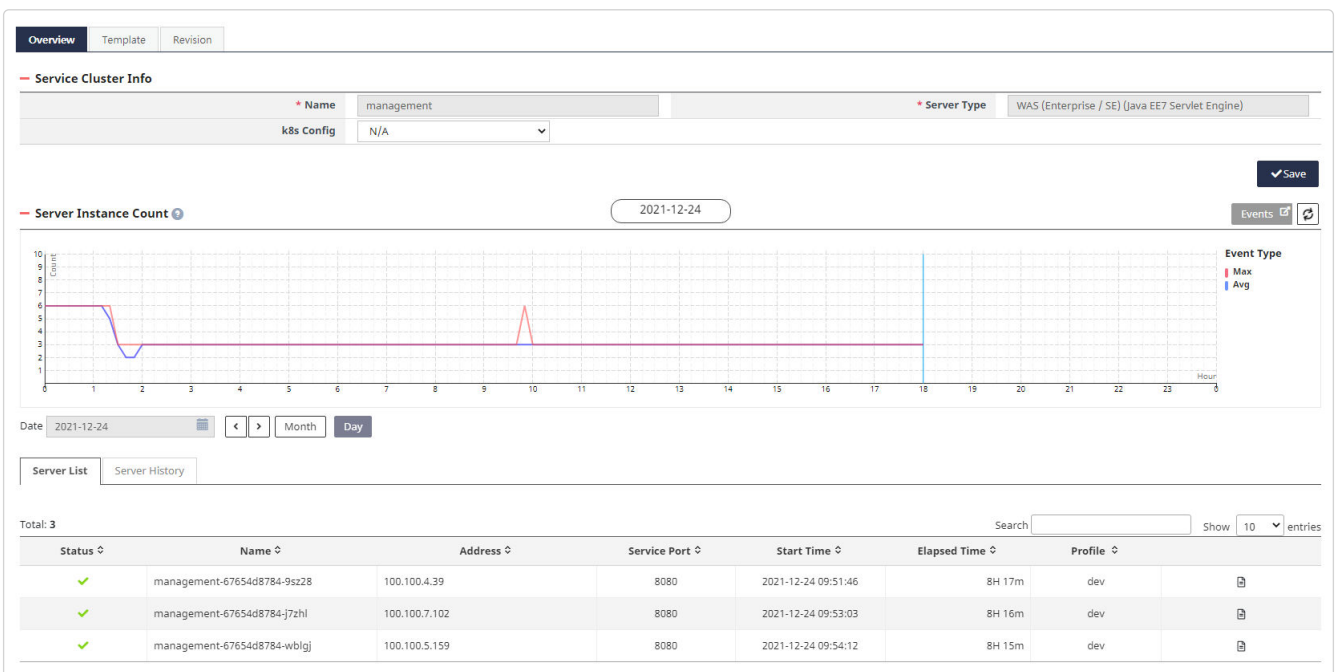 Overview Template Revision
Service Cluster Info
* Name management * Server Type WAS (Enterprise / SE) (Java EE7 Servlet Engine)
k8s Config N/A
Save
Server Instance Count ? 2021-12-24 Events
10 Count Event Type
9 Max
8 Avg
7
6
5
4
3
2
1 Hour
0 1 2 3 4 5 6 7 8 9 10 11 12 13 14 15 16 17 18 19 20 21 22 23 0
Date 2021-12-24 < > Month Day
Server List Server History
Total: 3 Search Show 10 entries
Status Name Address Service Port Start Time Elapsed Time Profile
management-67654d8784-9sz28 100.100.4.39 8080 2021-12-24 09:51:46 8H 17m dev
management-67654d8784-j7zhl 100.100.7.102 8080 2021-12-24 09:53:03 8H 16m dev
management-67654d8784-wblgj 100.100.5.159 8080 2021-12-24 09:54:12 8H 15m dev